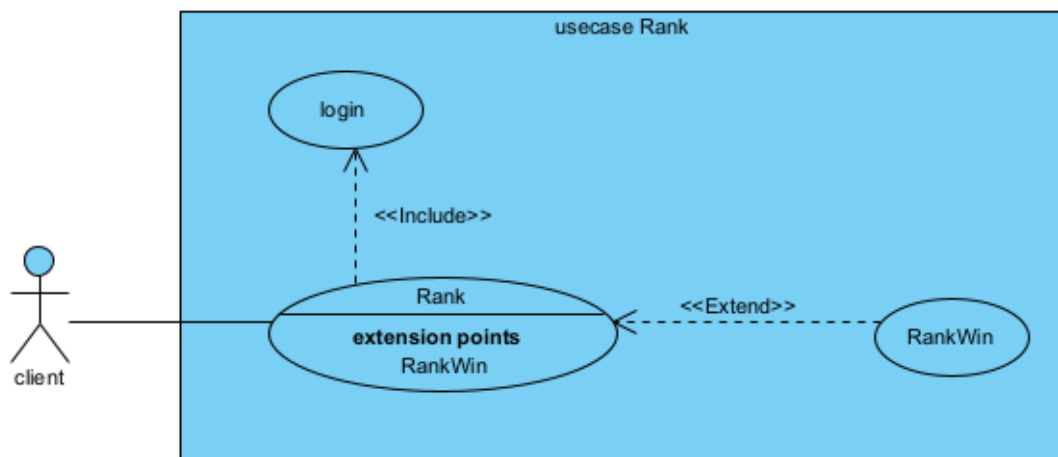 usecase Rank
login
<<Include>>
Rank
<<Extend>>
extension points
RankWin
RankWin
client